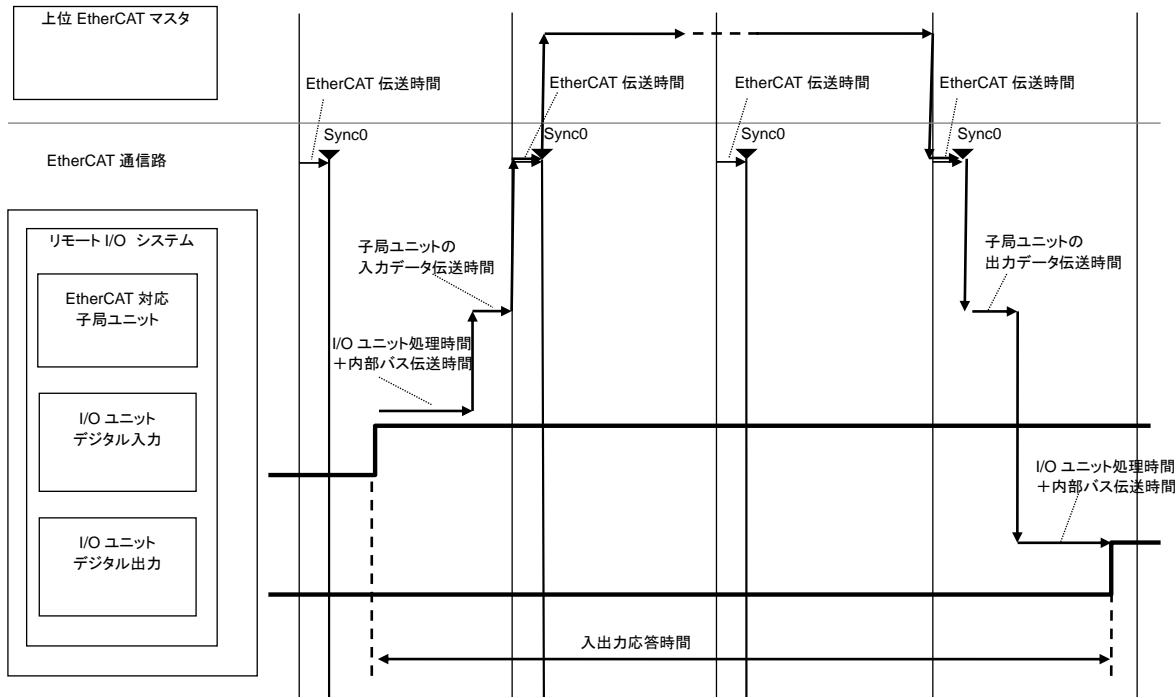 上位 EtherCAT マスタ
EtherCAT 伝送時間
EtherCAT 伝送時間
EtherCAT 伝送時間
EtherCAT 伝送時間
Sync0
Sync0
Sync0
Sync0
EtherCAT 通信路
リモート I/O システム
EtherCAT 対応
子局ユニット
I/O ユニット
デジタル入力
I/O ユニット
デジタル出力
子局ユニットの
入力データ伝送時間
I/O ユニット処理時間
＋内部バス伝送時間
子局ユニットの
出力データ伝送時間
I/O ユニット処理時間
＋内部バス伝送時間
入出力応答時間